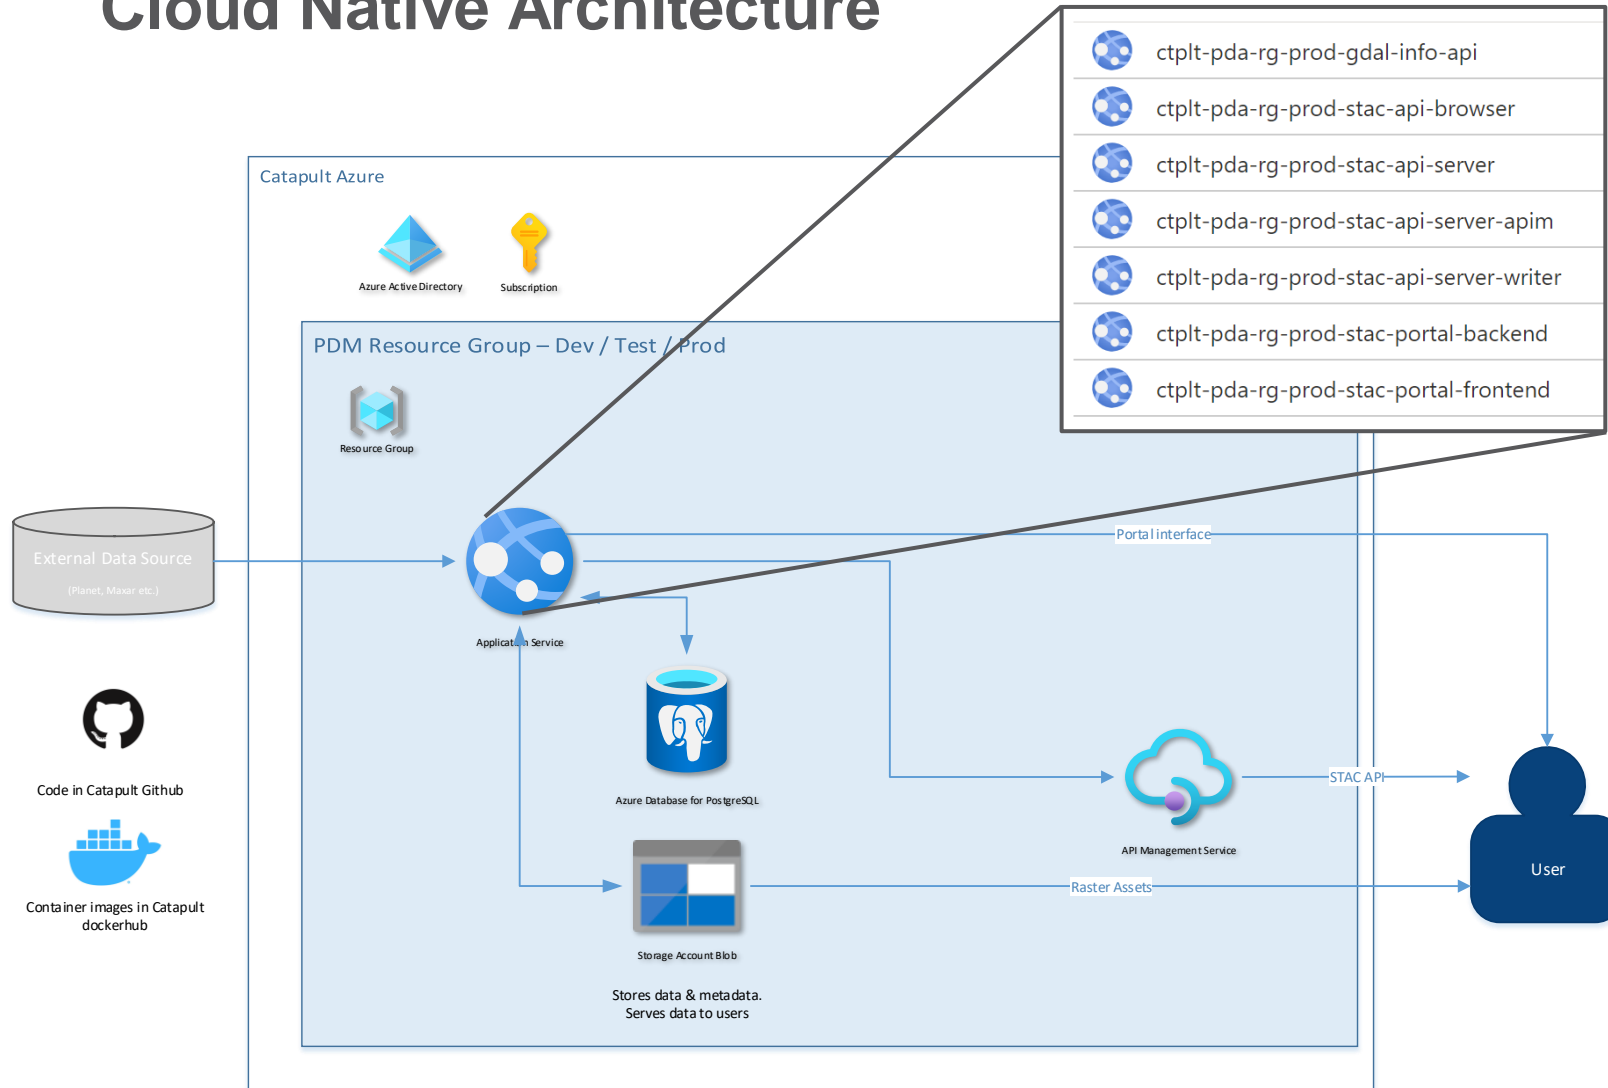 Cloud Native Architecture
ctplt-pda-rg-prod-gdal-info-api
ctplt-pda-rg-prod-stac-api-browser
ctplt-pda-rg-prod-stac-api-server
ctplt-pda-rg-prod-stac-api-server-apim
ctplt-pda-rg-prod-stac-api-server-writer
ctplt-pda-rg-prod-stac-portal-backend
ctplt-pda-rg-prod-stac-portal-frontend
Catapult Azure
Azure Active Directory
Subscription
PDM Resource Group – Dev / Test / Prod
Resource Group
External Data Source
(Planet, Maxar etc.)
Portal interface
Application Service
Code in Catapult Github
Azure Database for PostgreSQL
STAC API
API Management Service
User
Raster Assets
Container images in Catapult
dockerhub
Storage Account Blob
Stores data & metadata.
Serves data to users